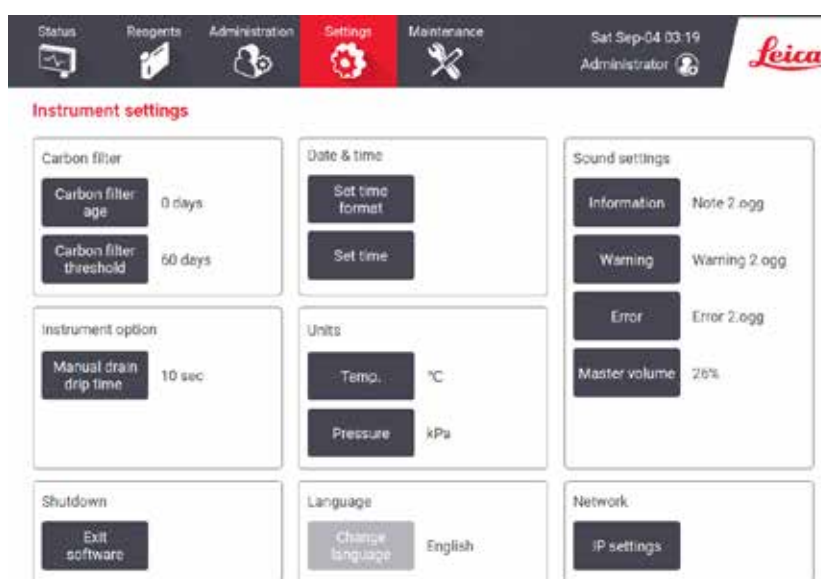 Status
Reagents
Administration
Settings
Maintenance
Sat Sep-04 03:19
Administrator
Leica
Instrument settings
Carbon filter
Carbon filter
age
0 days
Carbon filter
threshold
60 days
Date & time
Set time
format
Set time
Sound settings
Information
Note 2.ogg
Warning
Warning 2.ogg
Error
Error 2.ogg
Master volume
26%
Instrument option
Manual drain
drip time
10 sec
Units
Temp.
°C
Pressure
kPa
Shutdown
Exit
software
Language
Change
language
English
Network
IP settings